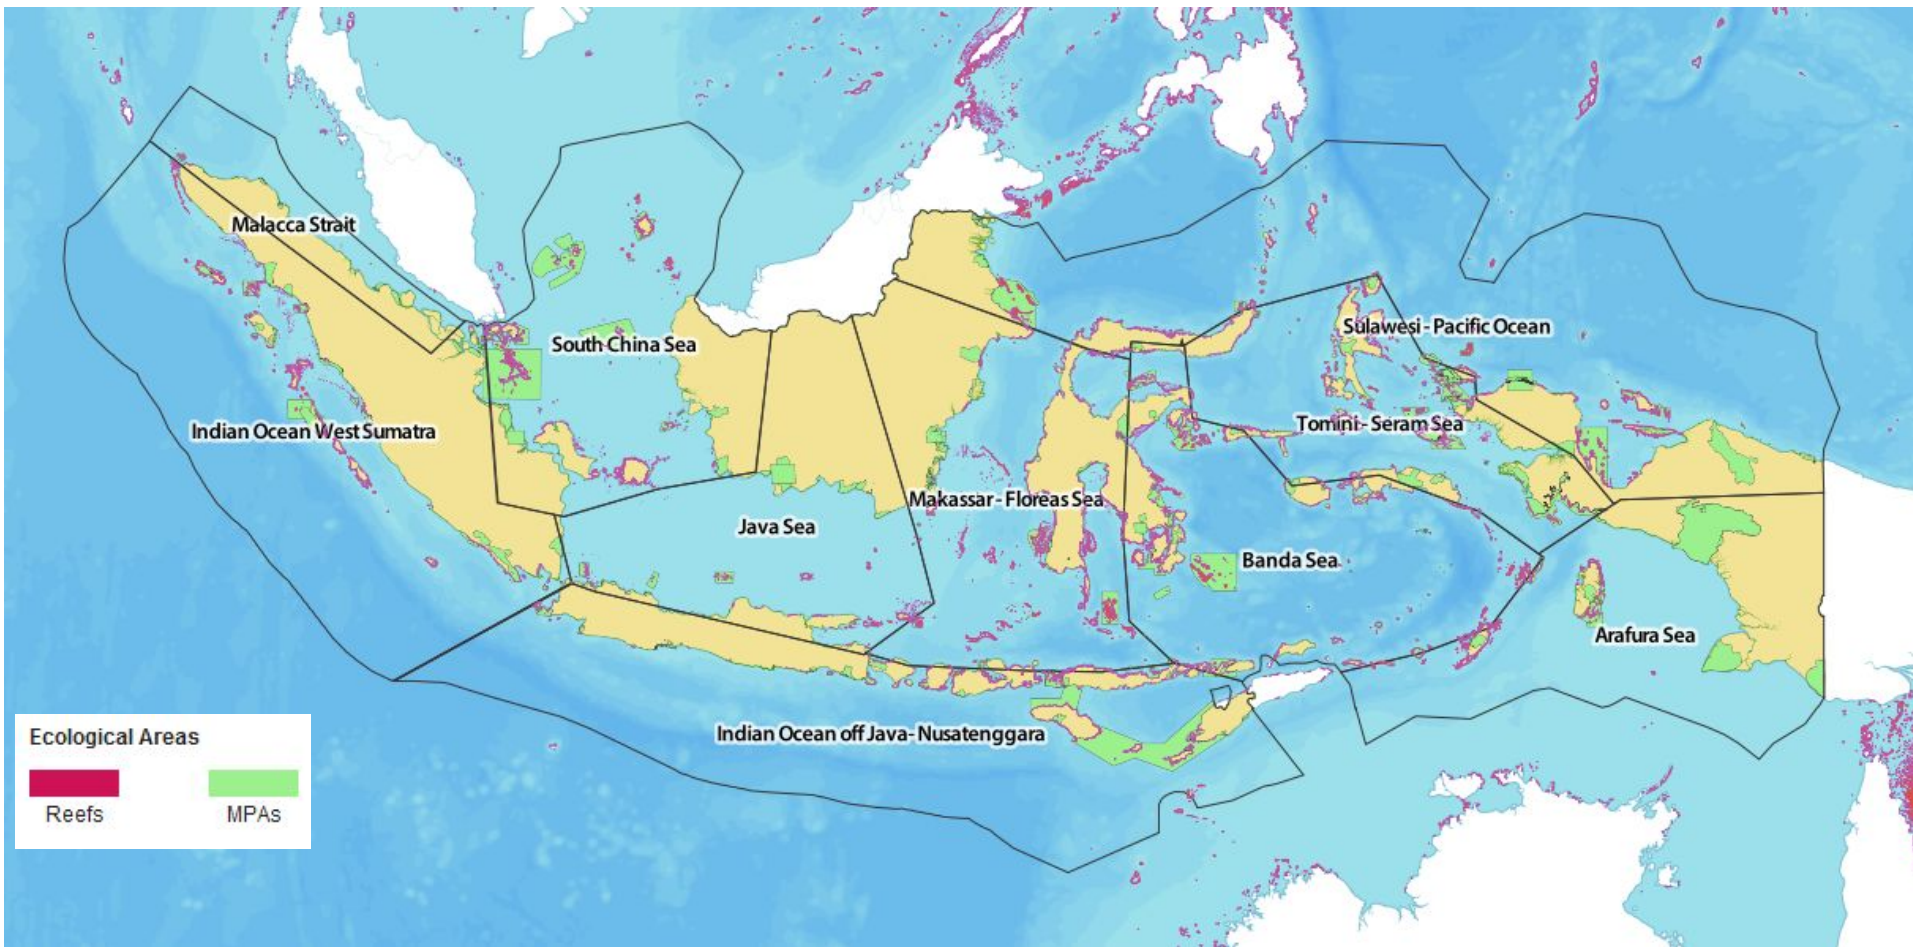 Malacca Strait
South China Sea
Sulawesi - Pacific Ocean
Indian Ocean West Sumatra
Tomini - Seram Sea
Makassar - Floreas Sea
Java Sea
Banda Sea
Arafura Sea
Indian Ocean off Java- Nusatenggara
Ecological Areas
Reefs
MPAs